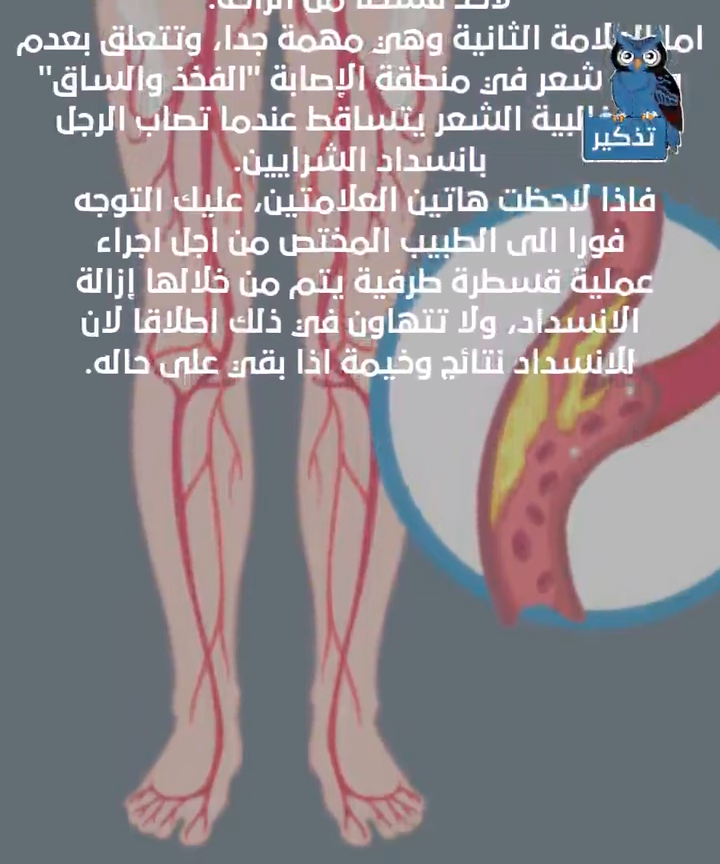 اما العلامة الثانية وهي مهمة جدا، وتتعلق بعدم
شعر في منطقة الإصابة "الفخذ والساق"
يتساقط عندما تصاب الرجل الشعر
بانسداد الشرايين.
فاذا لاحظت هاتين العلامتين، عليك التوجه
فورا الى الطبيب المختص من اجل اجراء
عملية قسطرة طرفية يتم من خلالها إزالة
الانسداد، ولا تتهاون في ذلك اطلاقا لان
للانسداد نتائج وخيمة اذا بقي على حاله.
تذكير